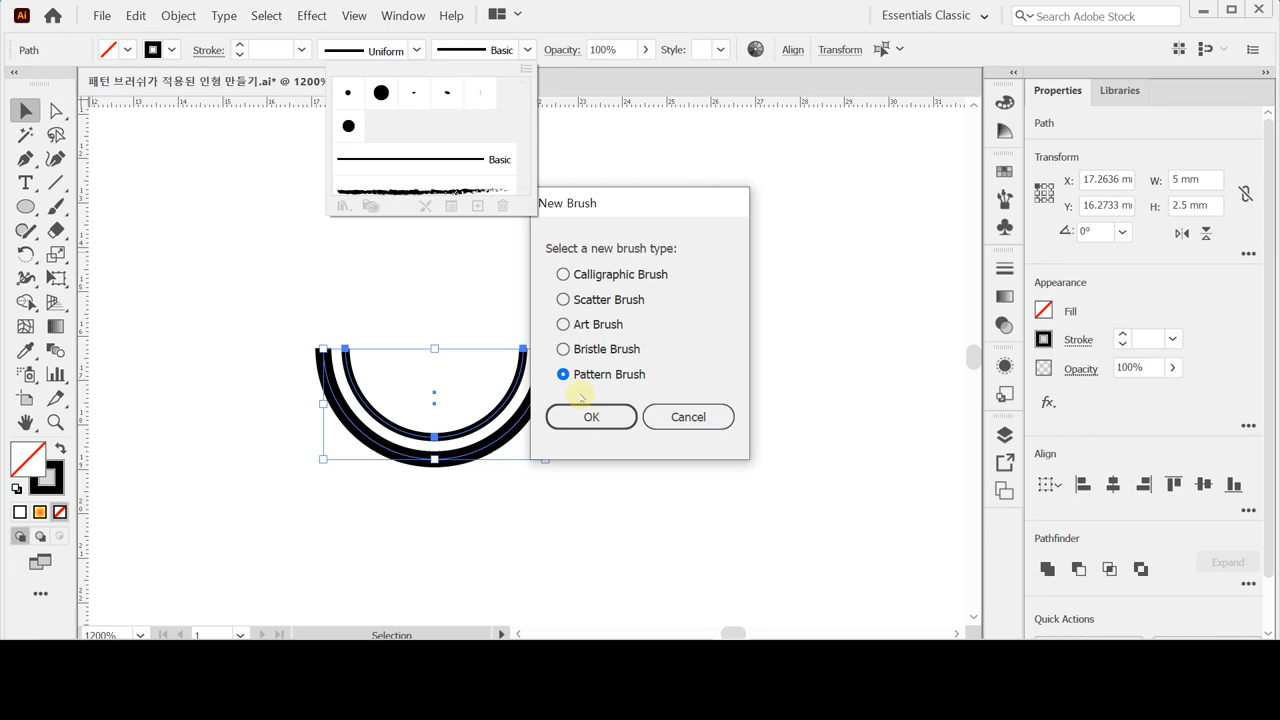 Ai File Edit Object Type Select Effect View Window Help Essentials Classic Search Adobe Stock
Path Stroke: Uniform Basic Opacity: 100% Style: Align Transform
패턴 브러쉬가 적용된 인형 만들기.ai* @ 1200%
Properties Libraries
Path
Transform
X: 17.2636 m W: 5 mm
Y: 16.2733 m H: 2.5 mm
0°
Basic
New Brush
Select a new brush type:
Calligraphic Brush
Scatter Brush
Art Brush
Bristle Brush
Pattern Brush
OK Cancel
Appearance
Fill
Stroke
Opacity 100%
fx.
Align
Pathfinder
Expand
Quick Actions
1200% 1 Selection